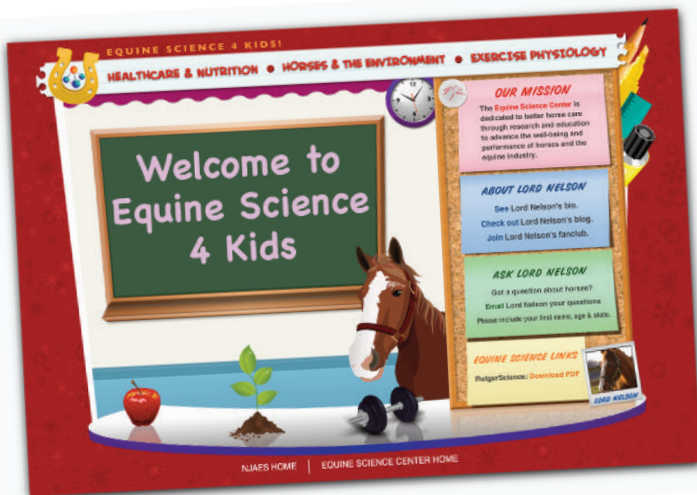 EQUINE SCIENCE 4 KIDS!
HEALTHCARE & NUTRITION ● HORSES & THE ENVIRONMENT ● EXERCISE PHYSIOLOGY
Welcome to
Equine Science
4 Kids
OUR MISSION
The Equine Science Center is
dedicated to better horse care
through research and education
to advance the well-being and
performance of horses and the
equine industry.
ABOUT LORD NELSON
See Lord Nelson's bio.
Check out Lord Nelson's blog.
Join Lord Nelson's fanclub.
ASK LORD NELSON
Got a question about horses?
Email Lord Nelson your questions
Please include your first name, age & state.
EQUINE SCIENCE LINKS
RutgerScience: Download PDF
LORD NELSON
NJAES HOME | EQUINE SCIENCE CENTER HOME